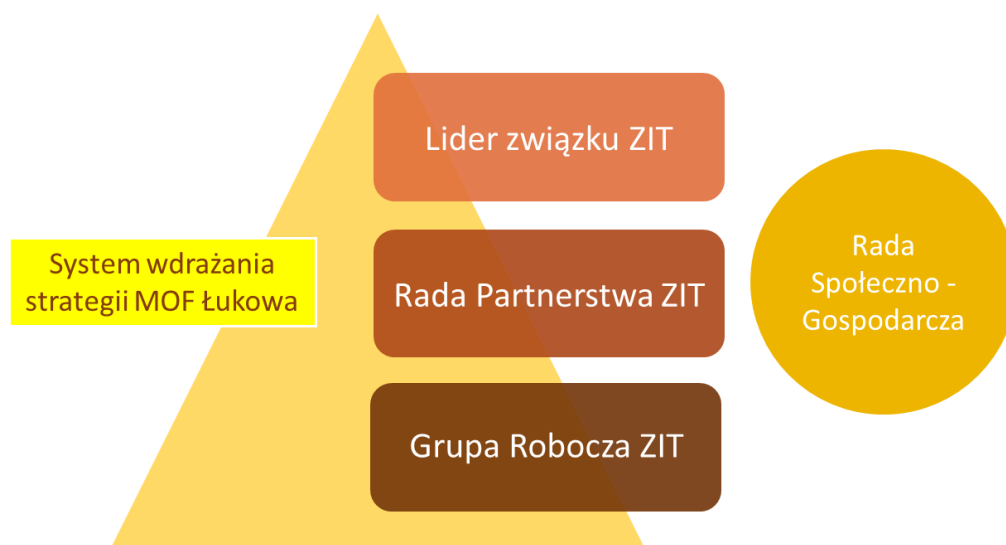 Lider związku ZIT
System wdrażania
strategii MOF Łukowa
Rada Partnerstwa ZIT
Rada
Społeczno -
Gospodarcza
Grupa Robocza ZIT